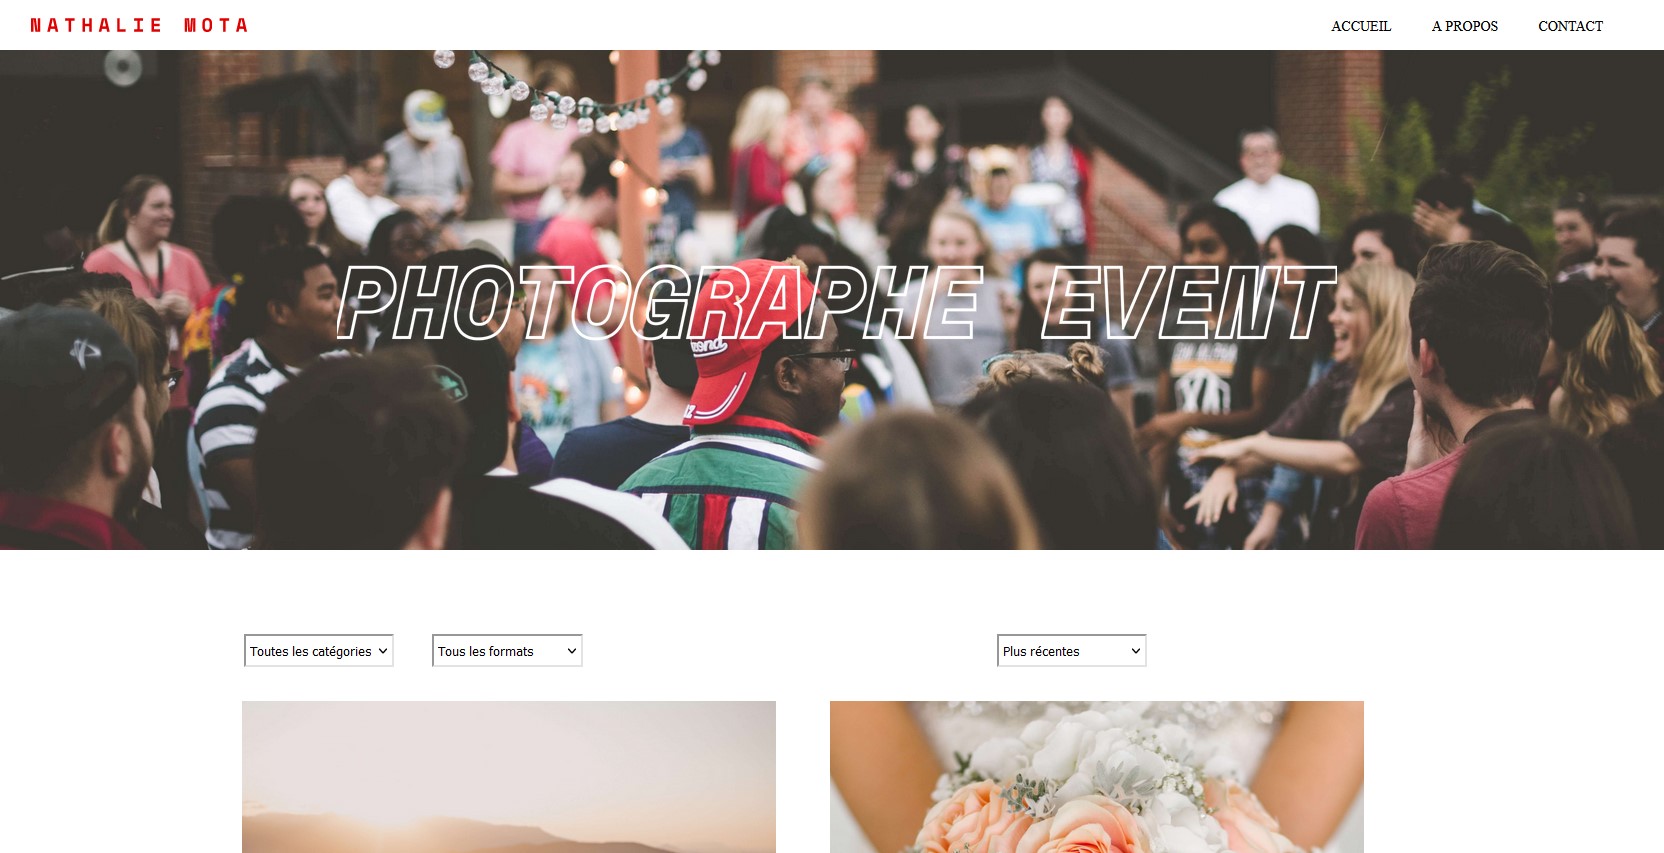 NATHALIE MOTA
ACCUEIL A PROPOS CONTACT
PHOTOGRAPHE EVENT
Toutes les catégories Tous les formats Plus récentes